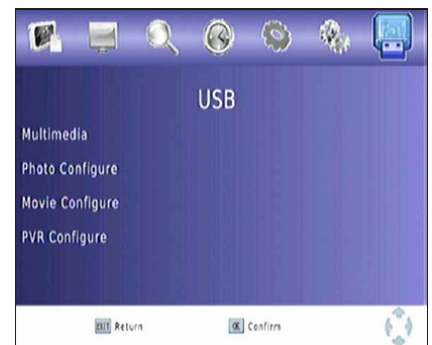 USB
Multimedia
Photo Configure
Movie Configure
PVR Configure
EXIT Return OK Confirm